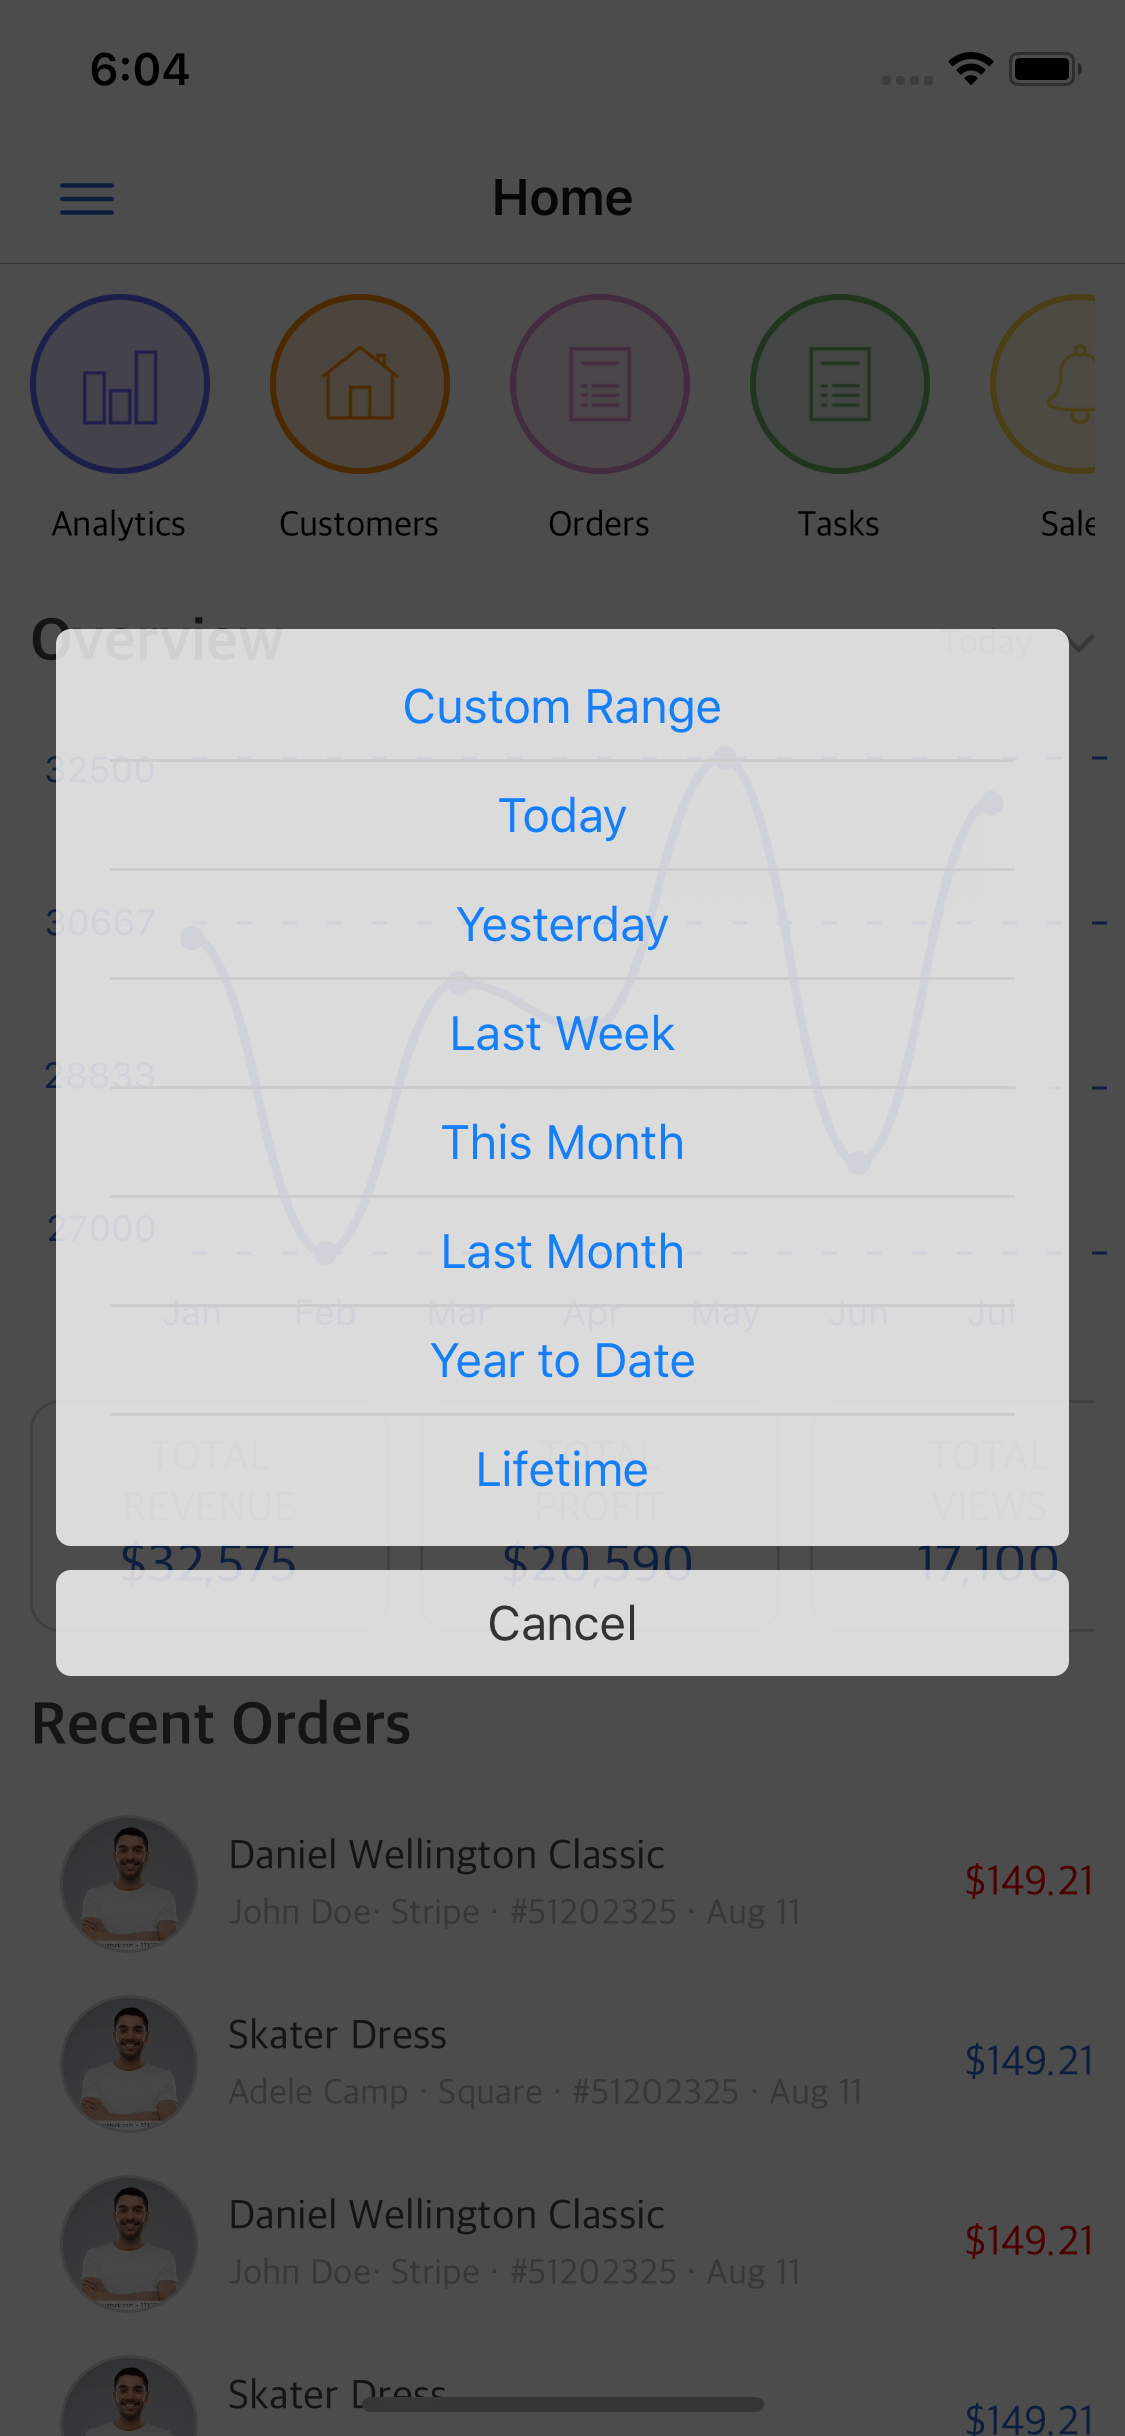 6:04
Home
Analytics Customers Orders Tasks Sale
Overview Today
Custom Range
32500
Today
Yesterday
30667
Last Week
28833
This Month
27000
Last Month
Jan Feb Mar Apr May Jun Jul
Year to Date
TOTAL REVENUE
TOTAL PROFIT
TOTAL VIEWS
Lifetime
$32,575 $20,590 17,100
Cancel
Recent Orders
Daniel Wellington Classic
John Doe· Stripe · #51202325 · Aug 11
$149.21
Skater Dress
Adele Camp · Square · #51202325 · Aug 11
$149.21
Daniel Wellington Classic
John Doe· Stripe · #51202325 · Aug 11
$149.21
Skater Dress
$149.21